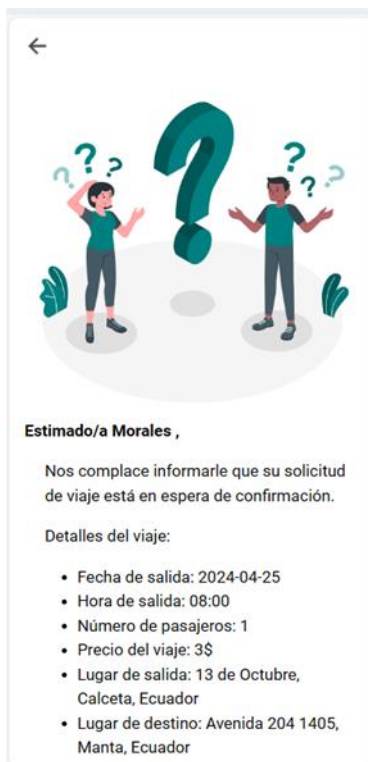 Estimado/a Morales ,
Nos complace informarle que su solicitud
de viaje está en espera de confirmación.
Detalles del viaje:
• Fecha de salida: 2024-04-25
• Hora de salida: 08:00
• Número de pasajeros: 1
• Precio del viaje: 3$
• Lugar de salida: 13 de Octubre,
Calceta, Ecuador
• Lugar de destino: Avenida 204 1405,
Manta, Ecuador